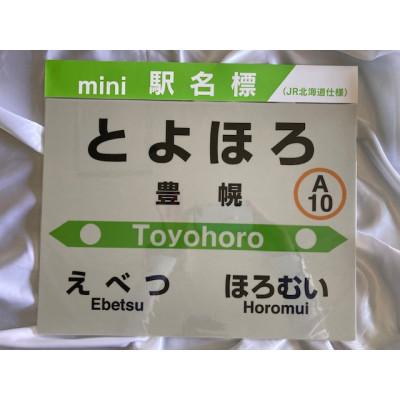 mini 駅名標 (JR北海道仕様)
とよほろ
豊幌
A
10
Toyohoro
えべつ ほろむい
Ebetsu Horomui